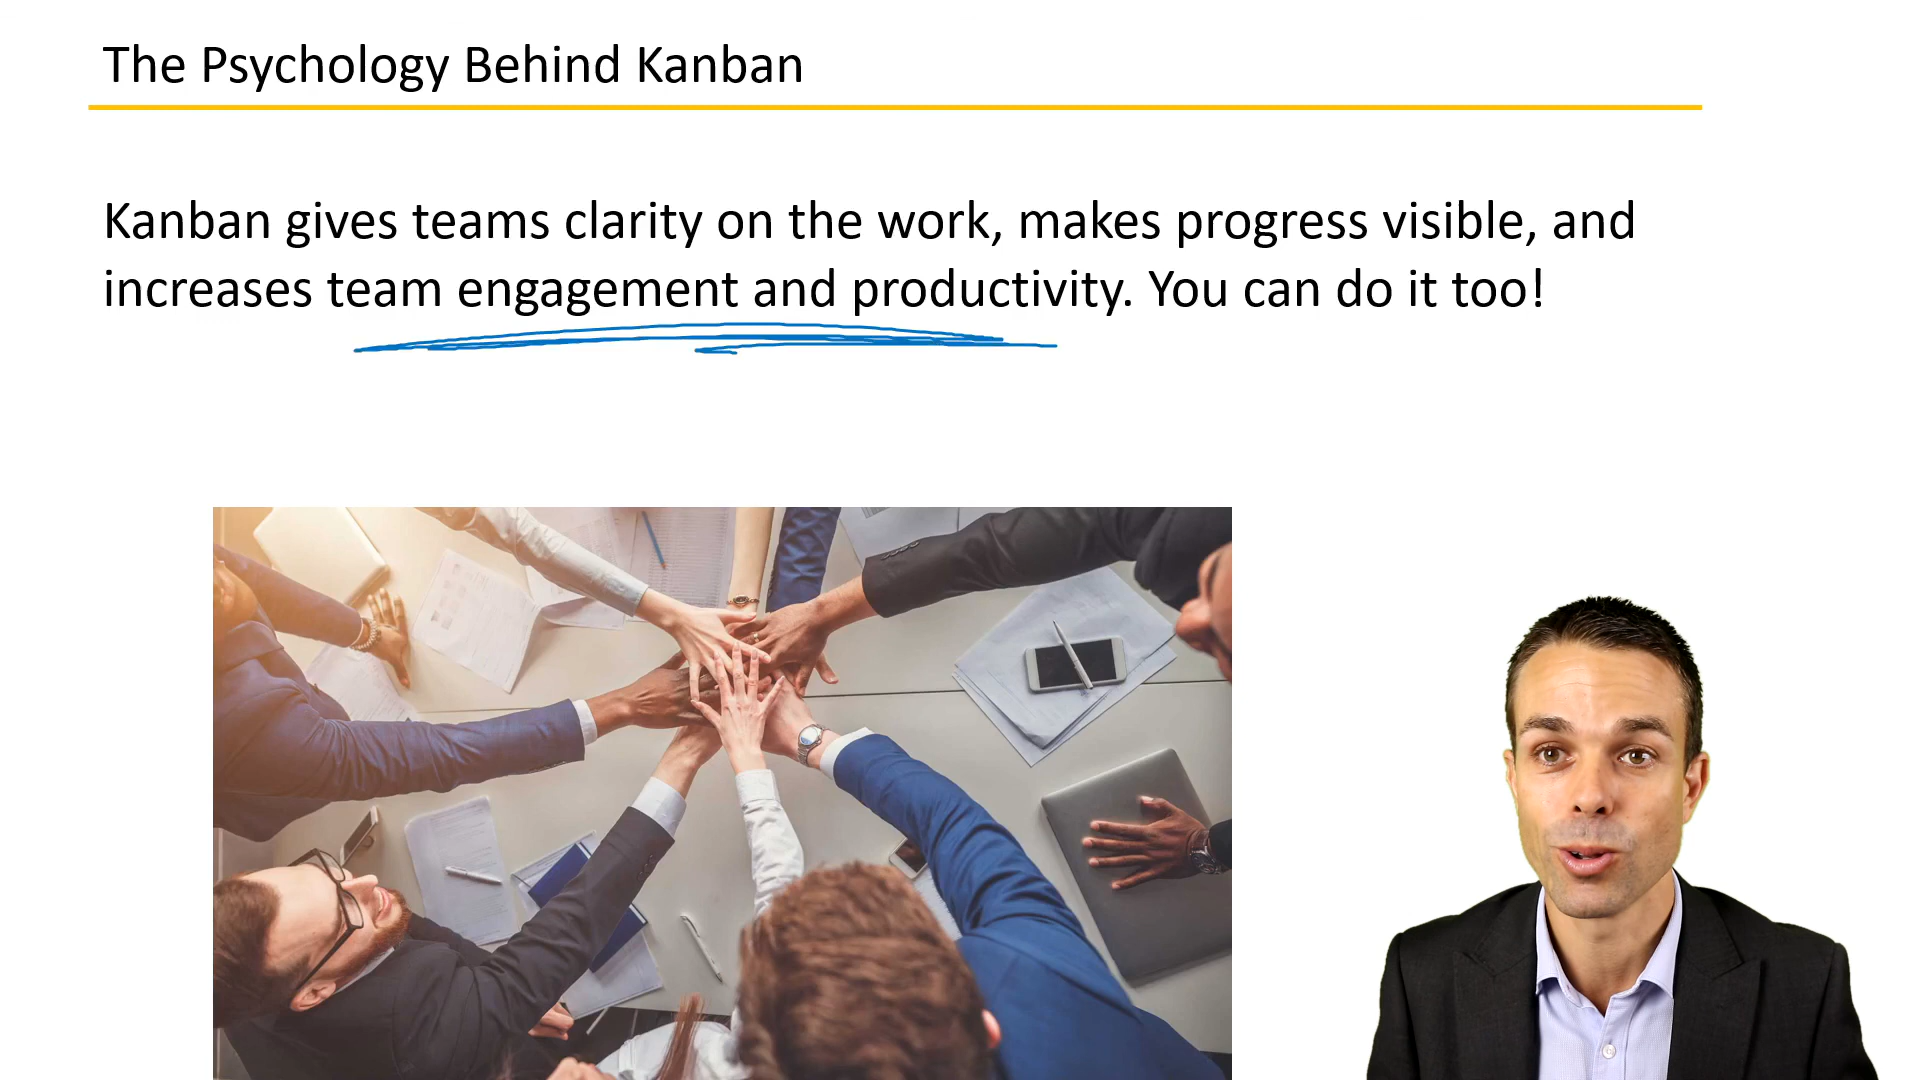 The Psychology Behind Kanban
Kanban gives teams clarity on the work, makes progress visible, and
increases team engagement and productivity. You can do it too!